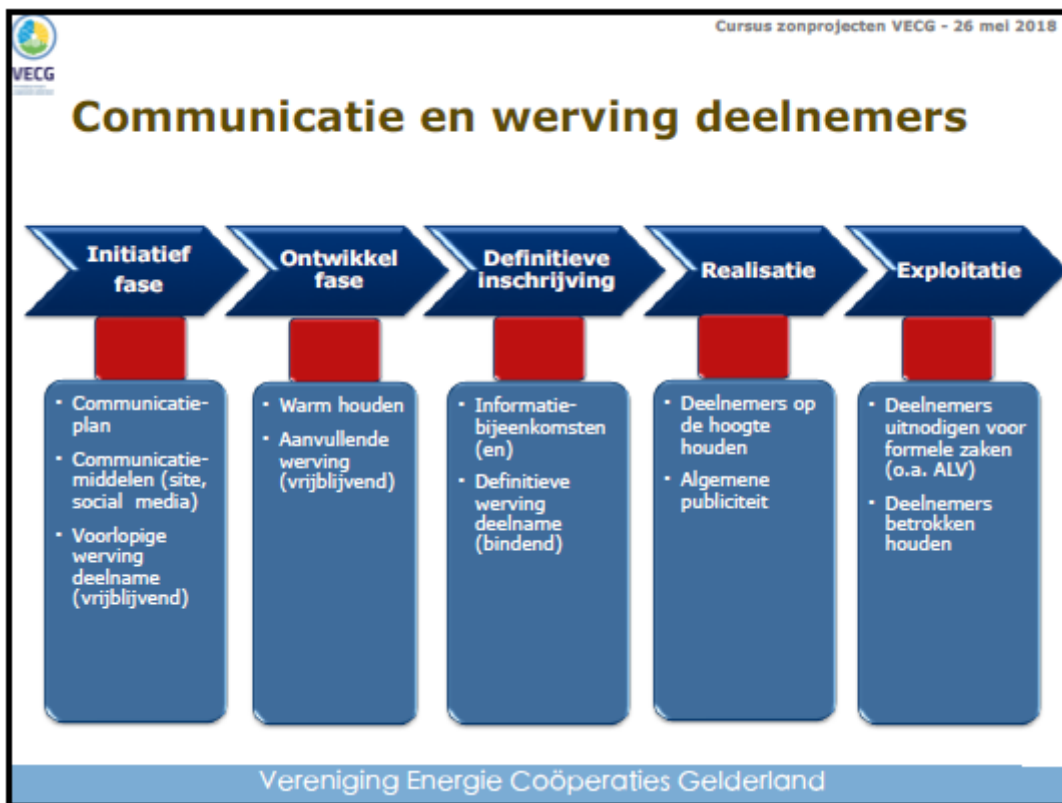 Cursus zonprojecten VECG - 26 mei 2018
VECG
Communicatie en werving deelnemers
Initiatief
fase
Ontwikkel
fase
Definitieve
inschrijving
Realisatie
Exploitatie
• Communicatie-
plan
• Communicatie-
middelen (site,
social media)
• Voorlopige
werving
deelname
(vrijblijvend)
• Warm houden
• Aanvullende
werving
(vrijblijvend)
• Informatie-
bijeenkomsten
(en)
• Definitieve
werving
deelname
(bindend)
• Deelnemers op
de hoogte
houden
• Algemene
publiciteit
• Deelnemers
uitnodigen voor
formele zaken
(o.a. ALV)
• Deelnemers
betrokken
houden
Vereniging Energie Coöperaties Gelderland